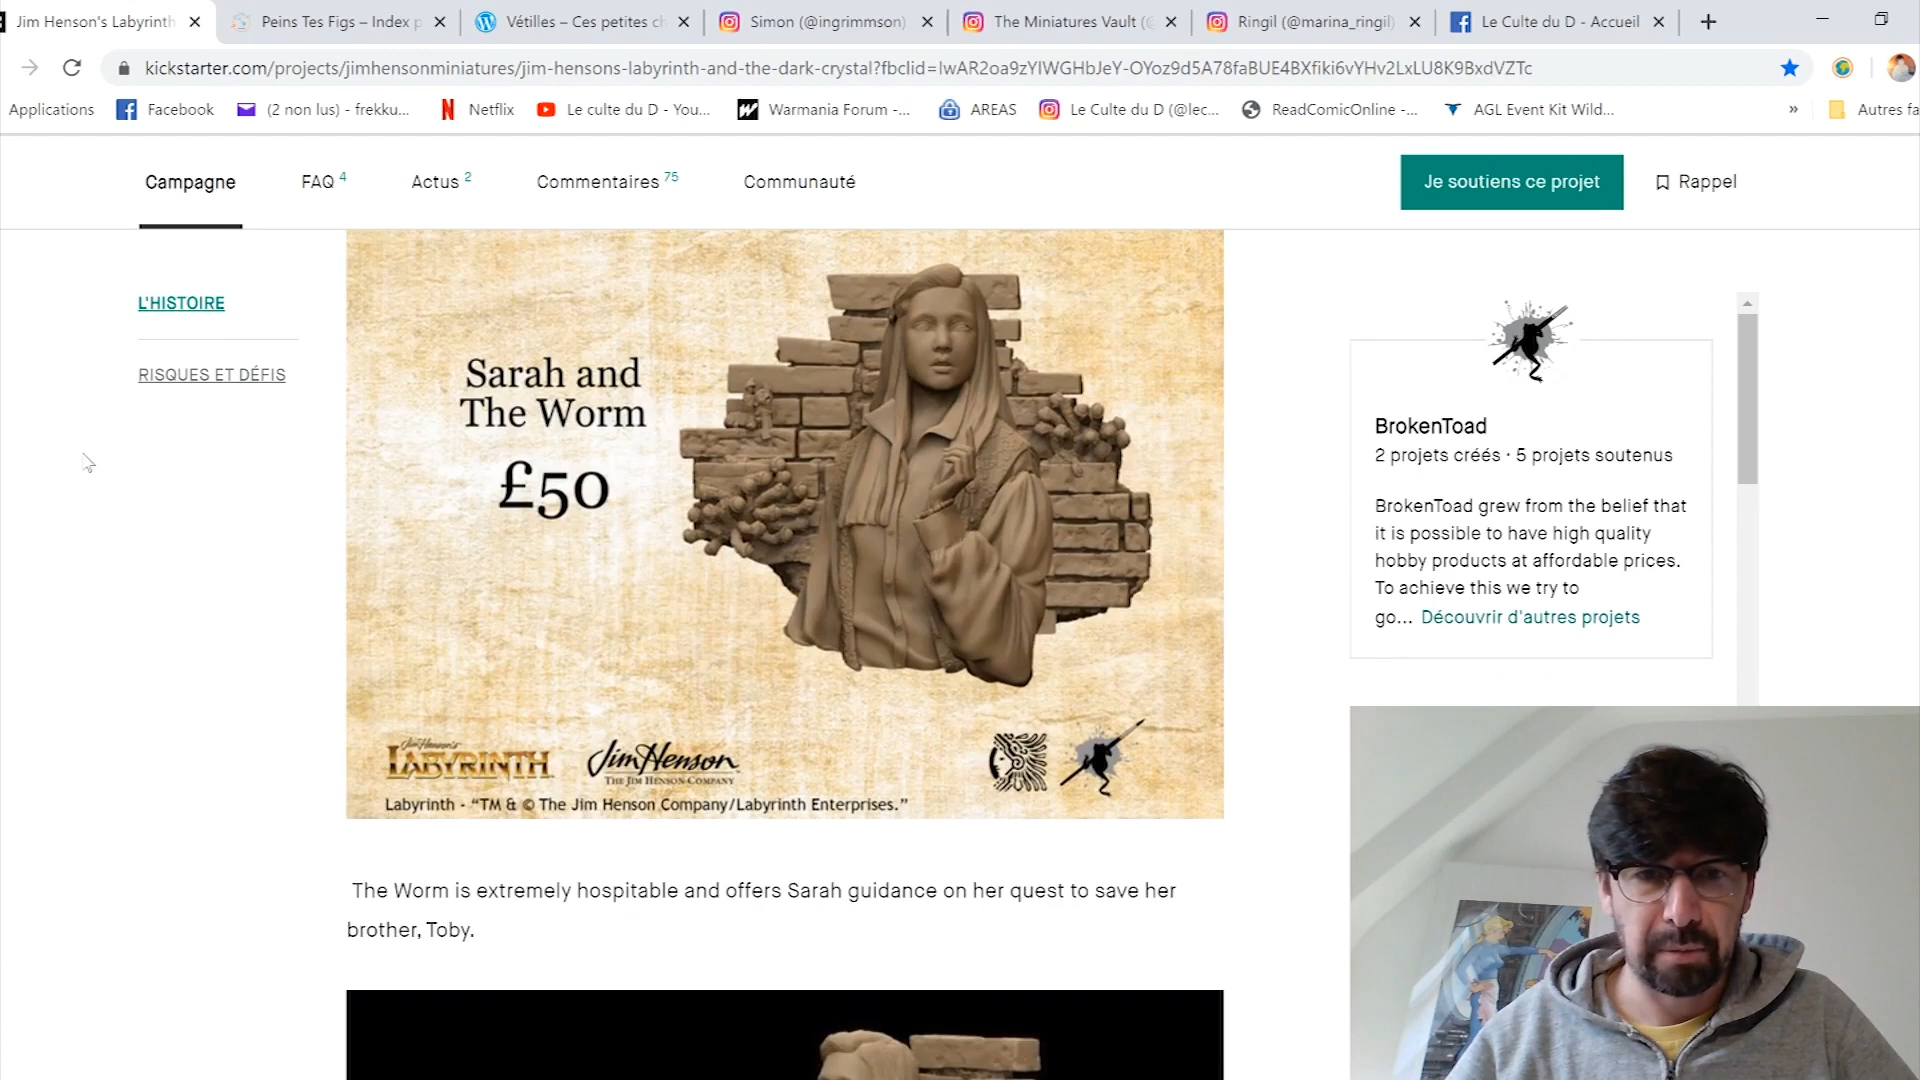 Jim Henson's Labyrinth
Peins Tes Figs – Index p
Vétilles – Ces petites ch
Simon (@ingrimmson)
The Miniatures Vault (@
Ringil (@marina_ringil)
Le Culte du D - Accueil
kickstarter.com/projects/jimhensonminiatures/jim-hensons-labyrinth-and-the-dark-crystal?fbclid=IwAR2oa9zYIWGHbJeY-OYoz9d5A78faBUE4BXfiki6vYHv2LxLU8K9BxdVZTc
Applications
Facebook
(2 non lus) - frekku...
Netflix
Le culte du D - You...
Warmania Forum -...
AREAS
Le Culte du D (@lec...
ReadComicOnline -...
AGL Event Kit Wild...
»
Autres fa
Campagne
FAQ 4
Actus 2
Commentaires 75
Communauté
Je soutiens ce projet
Rappel
L'HISTOIRE
RISQUES ET DÉFIS
Sarah and
The Worm
£50
Jim Henson's
LABYRINTH
Jim Henson
THE JIM HENSON COMPANY
Labyrinth - “TM & © The Jim Henson Company/Labyrinth Enterprises.”
The Worm is extremely hospitable and offers Sarah guidance on her quest to save her
brother, Toby.
BrokenToad
2 projets créés · 5 projets soutenus
BrokenToad grew from the belief that
it is possible to have high quality
hobby products at affordable prices.
To achieve this we try to
go... Découvrir d'autres projets